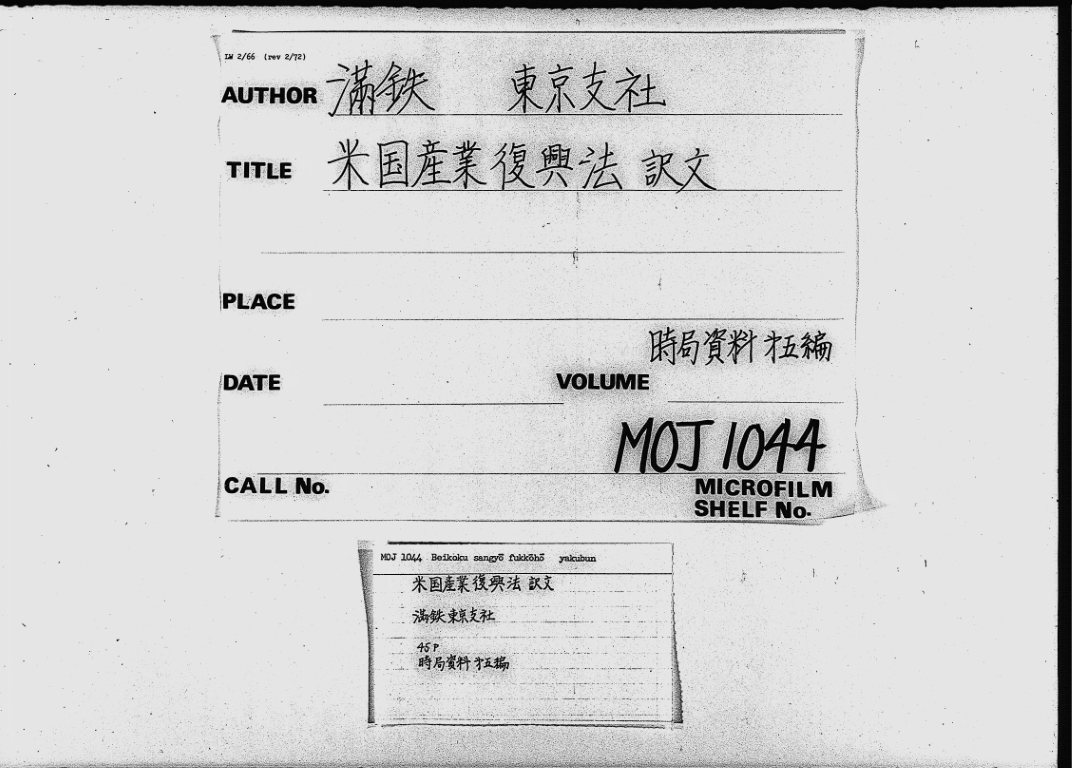 LW 2/66 (rev 2/72)
AUTHOR 満鉄 東京支社
TITLE 米国産業復興法 訳文
PLACE
時局資料 才五編
DATE VOLUME
MOJ 1044
CALL No. MICROFILM
SHELF No.
MOJ 1044 Beikoku sangyō fukkōhō yakubun
米国産業復興法 訳文
満鉄東京支社
45 P
時局資料 才五編